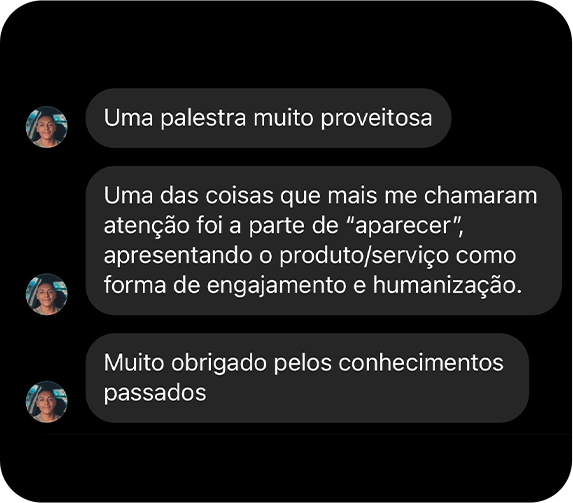 Uma palestra muito proveitosa
Uma das coisas que mais me chamaram
atenção foi a parte de “aparecer”,
apresentando o produto/serviço como
forma de engajamento e humanização.
Muito obrigado pelos conhecimentos
passados